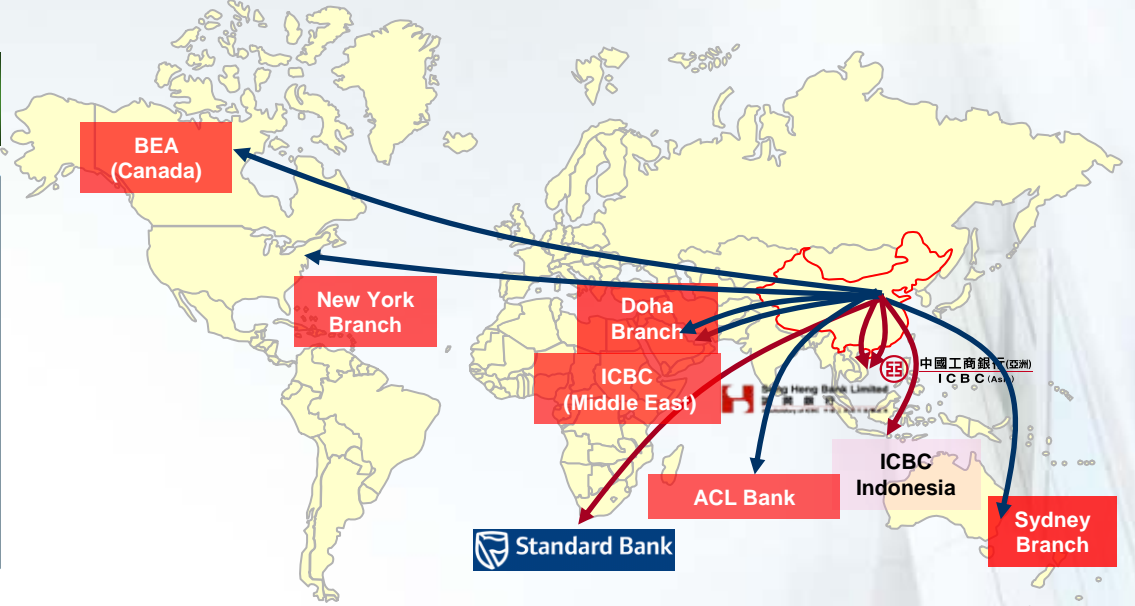 BEA
(Canada)
New York
Branch
Doha
Branch
ICBC
(Middle East)
中國工商銀行(亞洲)
ICBC (Asia)
Heng Bank Limited
ACL Bank
ICBC
Indonesia
Standard Bank
Sydney
Branch